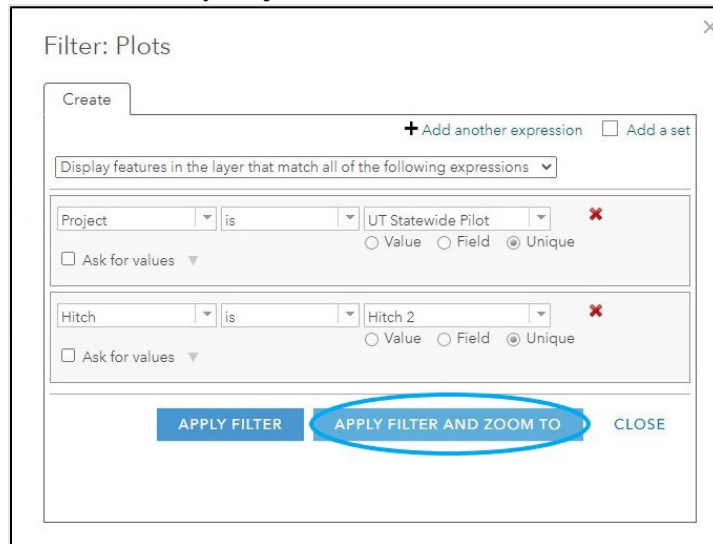 Filter: Plots
Create
+ Add another expression Add a set
Display features in the layer that match all of the following expressions
Project is UT Statewide Pilot
Value Field Unique
Ask for values
Hitch is Hitch 2
Value Field Unique
Ask for values
APPLY FILTER APPLY FILTER AND ZOOM TO CLOSE